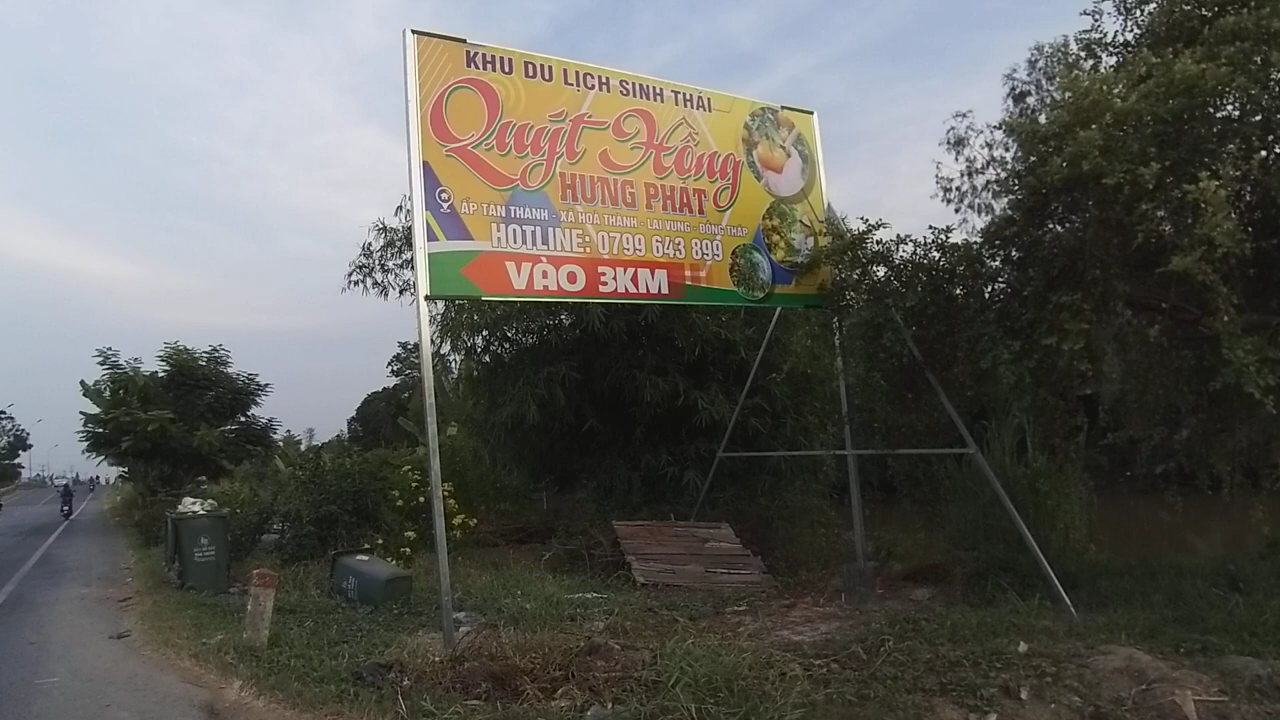 KHU DU LỊCH SINH THÁI
Quýt Hồng
HƯNG PHÁT
ẤP TÂN THÀNH - XÃ HOÀ THÀNH - LAI VUNG - ĐỒNG THÁP
HOTLINE: 0799 643 899
VÀO 3KM